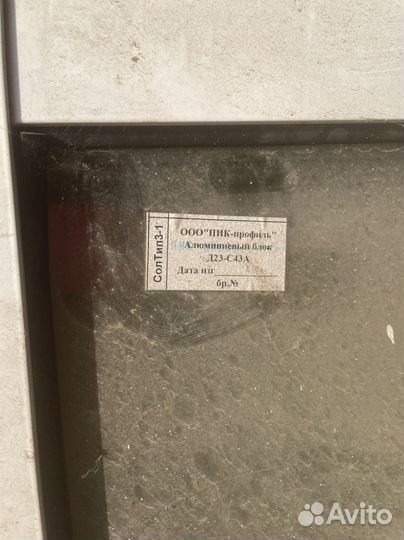 СолТип3-1
ООО"НИК-профиль"
Алюминиевый блок
Д23-С43А
Дата изг
бр.№
Avito